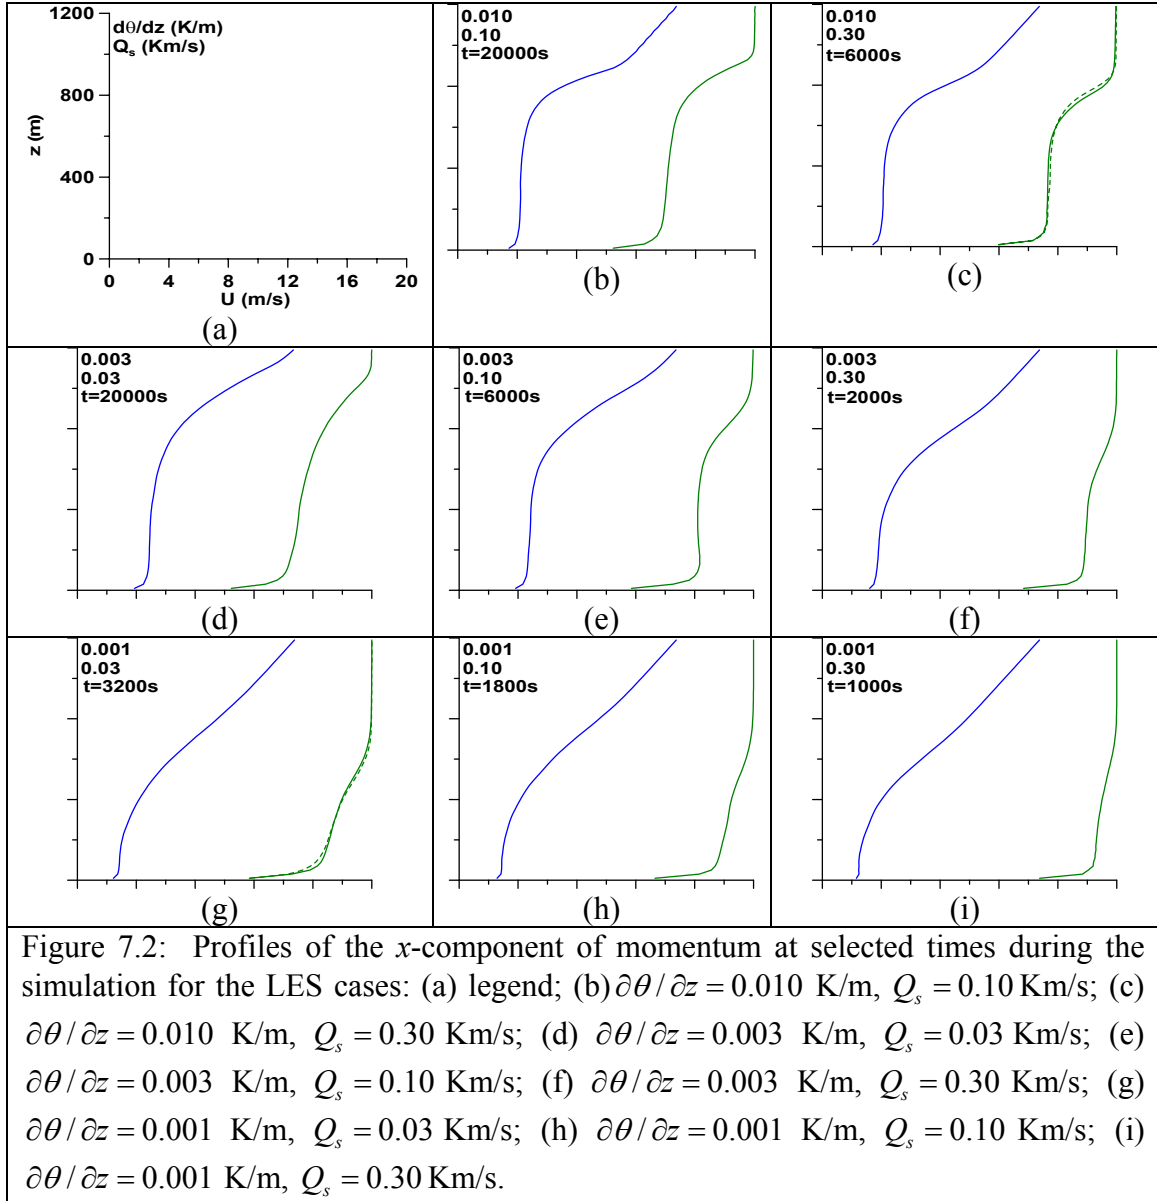 1200
800
400
0
z (m)
dθ/dz (K/m)
Qs (Km/s)
0 4 8 12 16 20
U (m/s)
(a)
0.010
0.10
t=20000s
(b)
0.010
0.30
t=6000s
(c)
0.003
0.03
t=20000s
(d)
0.003
0.10
t=6000s
(e)
0.003
0.30
t=2000s
(f)
0.001
0.03
t=3200s
(g)
0.001
0.10
t=1800s
(h)
0.001
0.30
t=1000s
(i)
Figure 7.2: Profiles of the x-component of momentum at selected times during the
simulation for the LES cases: (a) legend; (b) ∂θ/∂z = 0.010 K/m, Qs = 0.10 Km/s; (c)
∂θ/∂z = 0.010 K/m, Qs = 0.30 Km/s; (d) ∂θ/∂z = 0.003 K/m, Qs = 0.03 Km/s; (e)
∂θ/∂z = 0.003 K/m, Qs = 0.10 Km/s; (f) ∂θ/∂z = 0.003 K/m, Qs = 0.30 Km/s; (g)
∂θ/∂z = 0.001 K/m, Qs = 0.03 Km/s; (h) ∂θ/∂z = 0.001 K/m, Qs = 0.10 Km/s; (i)
∂θ/∂z = 0.001 K/m, Qs = 0.30 Km/s.